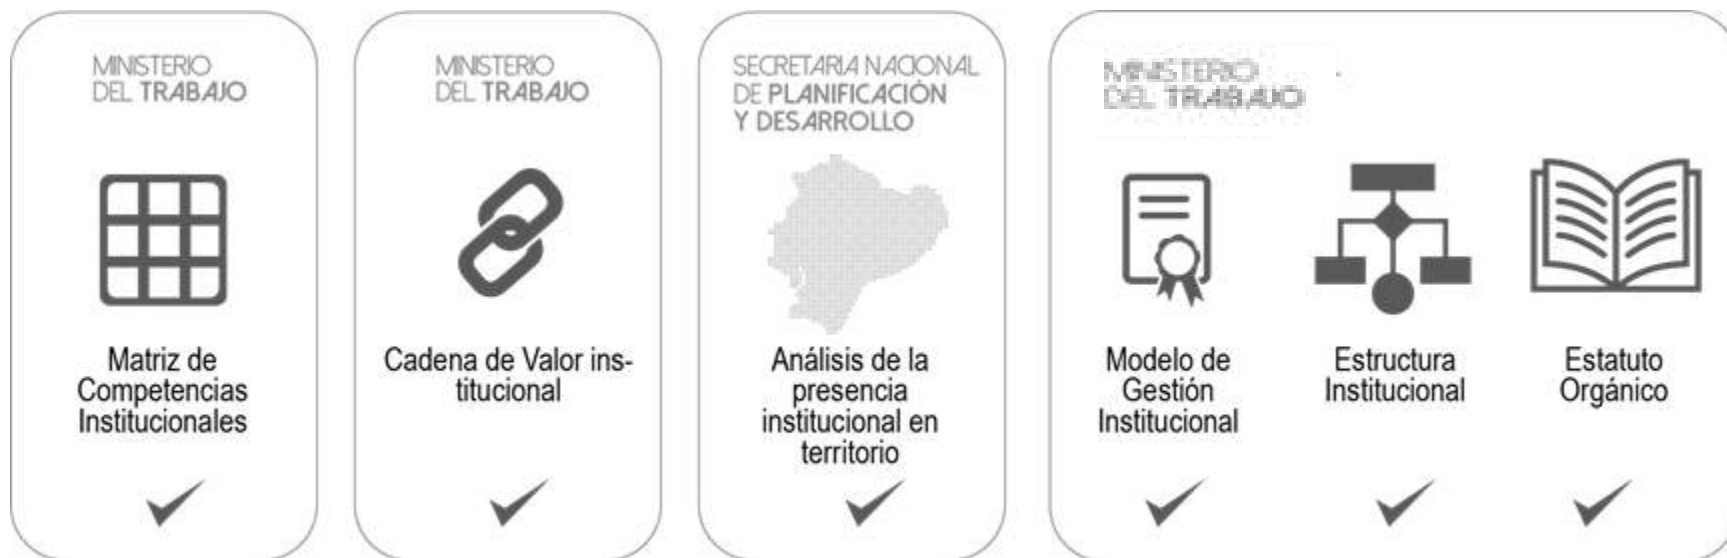 MINISTERIO
DEL TRABAJO
Matriz de
Competencias
Institucionales
MINISTERIO
DEL TRABAJO
Cadena de Valor ins-
titucional
SECRETARIA NACIONAL
DE PLANIFICACIÓN
Y DESARROLLO
Análisis de la
presencia
institucional en
territorio
MINISTERIO
DEL TRABAJO
Modelo de
Gestión
Institucional
Estructura
Institucional
Estatuto
Orgánico